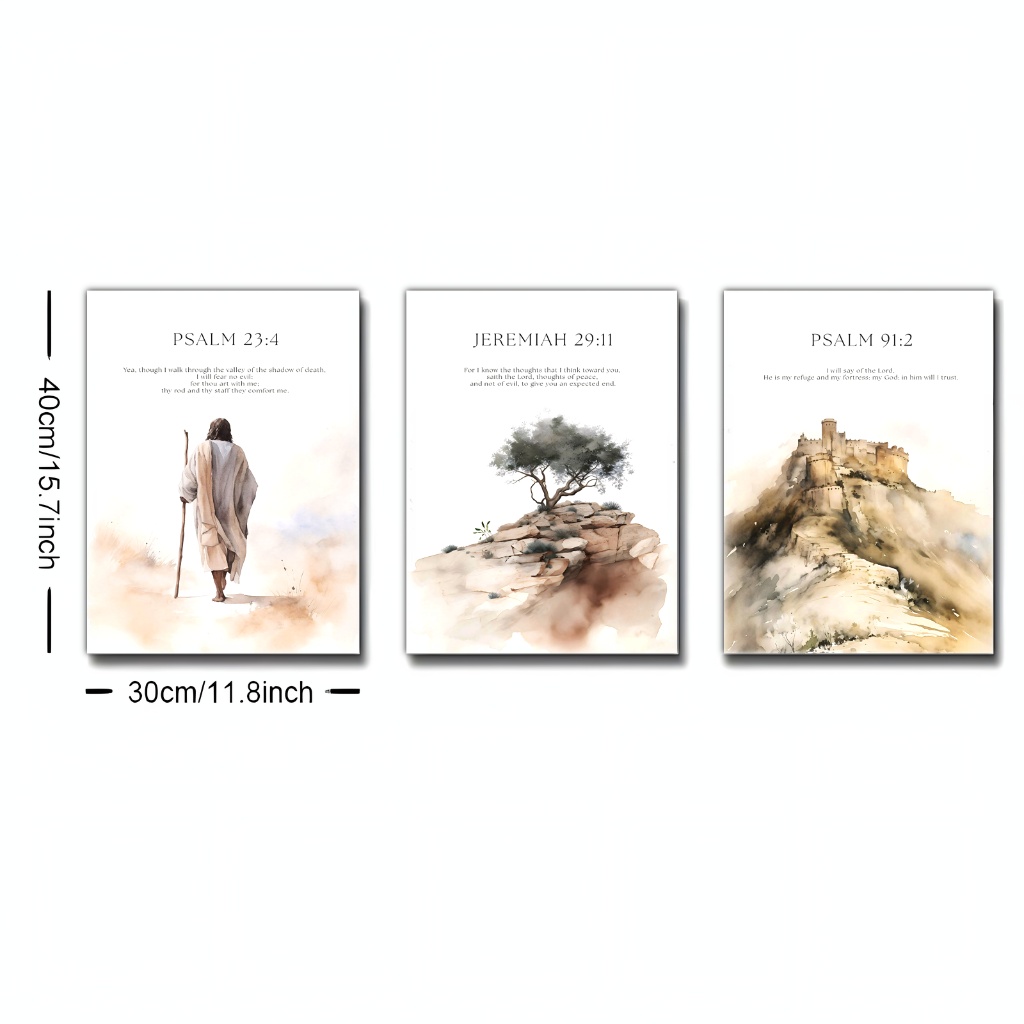 PSALM 23:4
Yea, though I walk through the valley of the shadow of death,
I will fear no evil:
for thou art with me;
thy rod and thy staff they comfort me.
JEREMIAH 29:11
For I know the thoughts that I think toward you,
saith the Lord, thoughts of peace,
and not of evil, to give you an expected end.
PSALM 91:2
I will say of the Lord,
He is my refuge and my fortress: my God; in him will I trust.
40cm/15.7inch
30cm/11.8inch